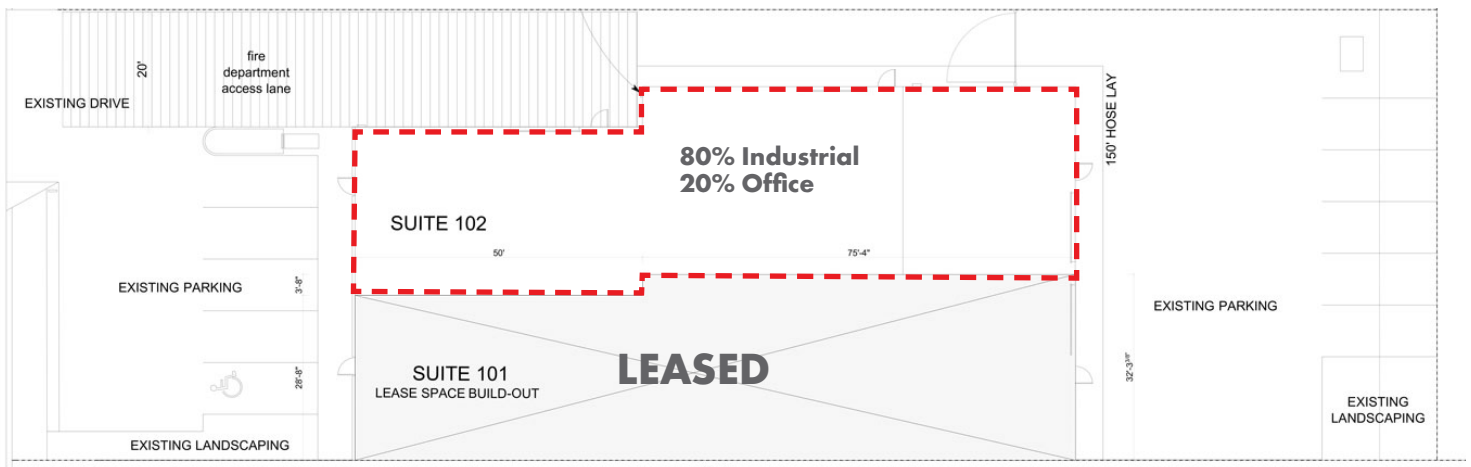 fire
department
access lane
20'
EXISTING DRIVE
150' HOSE LAY
80% Industrial
20% Office
SUITE 102
50'
75'-4"
EXISTING PARKING
3'-8"
EXISTING PARKING
LEASED
SUITE 101
LEASE SPACE BUILD-OUT
28'-8"
32'-3 3/8"
EXISTING
LANDSCAPING
EXISTING LANDSCAPING